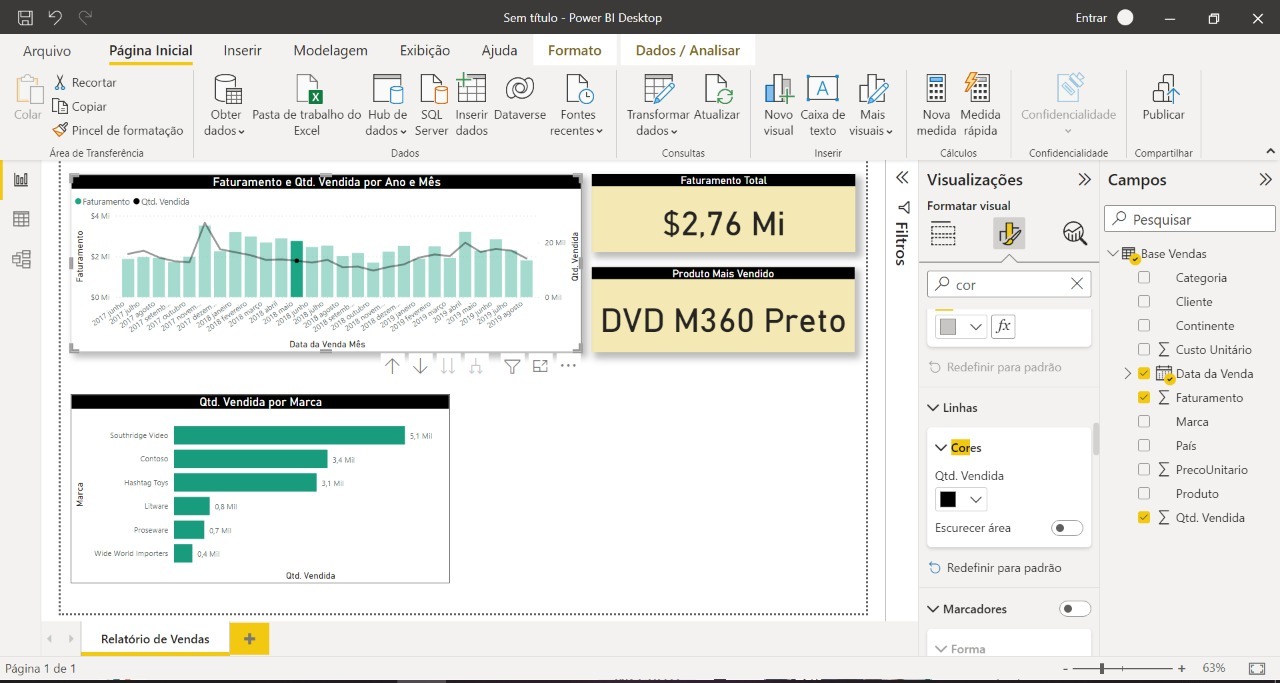 Sem título - Power BI Desktop
Entrar
Arquivo
Página Inicial
Inserir
Modelagem
Exibição
Ajuda
Formato
Dados / Analisar
Colar
Recortar
Copiar
Pincel de formatação
Área de Transferência
Obter dados
Pasta de trabalho do Excel
Hub de dados
SQL Server
Inserir dados
Dataverse
Fontes recentes
Dados
Transformar dados
Atualizar
Consultas
Novo visual
Caixa de texto
Mais visuais
Inserir
Nova medida
Medida rápida
Cálculos
Confidencialidade
Confidencialidade
Publicar
Compartilhar
Faturamento e Qtd. Vendida por Ano e Mês
Faturamento
Qtd. Vendida
Faturamento
$4 Mi
$2 Mi
$0 Mi
20 Mil
0 Mil
Qtd. Vendida
2017 junho
2017 julho
2017 agosto
2017 setemb...
2017 outubro
2017 novem...
2017 dezem...
2018 janeiro
2018 fevereiro
2018 março
2018 abril
2018 maio
2018 junho
2018 julho
2018 agosto
2018 setemb...
2018 outubro
2018 novem...
2018 dezem...
2019 janeiro
2019 fevereiro
2019 março
2019 abril
2019 maio
2019 junho
2019 julho
2019 agosto
Data da Venda Mês
Faturamento Total
$2,76 Mi
Produto Mais Vendido
DVD M360 Preto
Qtd. Vendida por Marca
Marca
Southridge Video 5,1 Mil
Contoso 3,4 Mil
Hashtag Toys 3,1 Mil
Litware 0,8 Mil
Proseware 0,7 Mil
Wide World Importers 0,4 Mil
Qtd. Vendida
Filtros
Visualizações
Formatar visual
cor
fx
Redefinir para padrão
Linhas
Cores
Qtd. Vendida
Escurecer área
Redefinir para padrão
Marcadores
Forma
Campos
Pesquisar
Base Vendas
Categoria
Cliente
Continente
Custo Unitário
Data da Venda
Faturamento
Marca
País
PrecoUnitario
Produto
Qtd. Vendida
Relatório de Vendas
Página 1 de 1
- + 63%